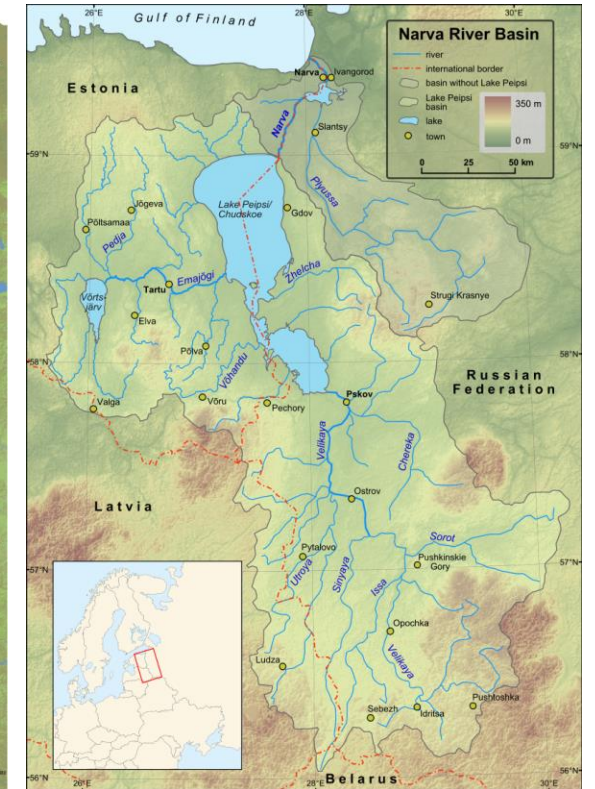 26°E
28°E
30°E
Gulf of Finland
Narva River Basin
river
international border
basin without Lake Peipsi
Lake Peipsi
basin
lake
town
350 m
0 m
0 25 50 km
Estonia
Narva
Ivangorod
Narva
Slantsy
59°N
59°N
Plyussa
Lake Peipsi/
Chudskoe
Gdov
Jõgeva
Põltsamaa
Pedja
Zhelcha
Emajõgi
Tartu
Võrts-
järv
Strugi Krasnye
Elva
Põlva
58°N
58°N
Võhandu
Russian
Federation
Võru
Valga
Pechory
Pskov
Velikaya
Chereka
Latvia
Ostrov
Sorot
Pytalovo
57°N
57°N
Utroya
Sinyaya
Issa
Pushkinskie
Gory
Opochka
Ludza
Velikaya
Sebezh
Idritsa
Pushoshka
56°N
56°N
26°E
28°E
Belarus
30°E